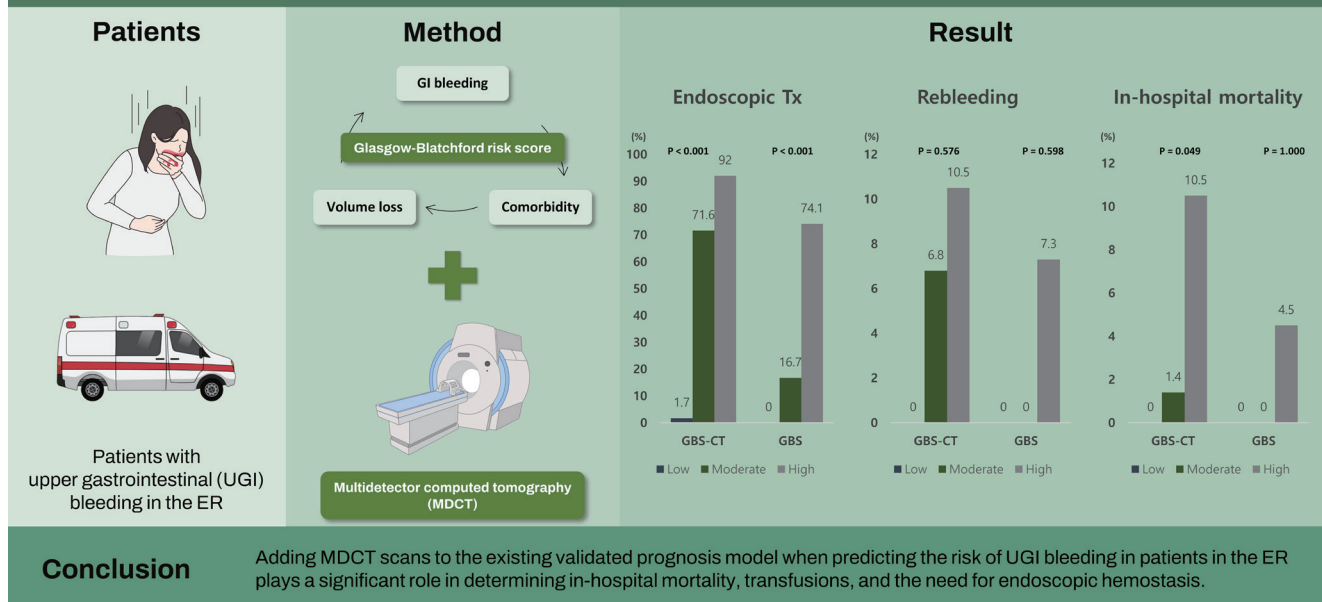 Patients
Method
Result
GI bleeding
Glasgow-Blatchford risk score
Volume loss
Comorbidity
Multidetector computed tomography
(MDCT)
Patients with
upper gastrointestinal (UGI)
bleeding in the ER
Endoscopic Tx
(%)
P < 0.001
P < 0.001
100
90
80
70
60
50
40
30
20
10
0
1.7
71.6
92
0
16.7
74.1
GBS-CT
GBS
Low
Moderate
High
Rebleeding
(%)
P = 0.576
P = 0.598
12
10
8
6
4
2
0
0
6.8
10.5
0
0
7.3
GBS-CT
GBS
Low
Moderate
High
In-hospital mortality
(%)
P = 0.049
P = 1.000
12
10
8
6
4
2
0
0
1.4
10.5
0
0
4.5
GBS-CT
GBS
Low
Moderate
High
Conclusion
Adding MDCT scans to the existing validated prognosis model when predicting the risk of UGI bleeding in patients in the ER
plays a significant role in determining in-hospital mortality, transfusions, and the need for endoscopic hemostasis.